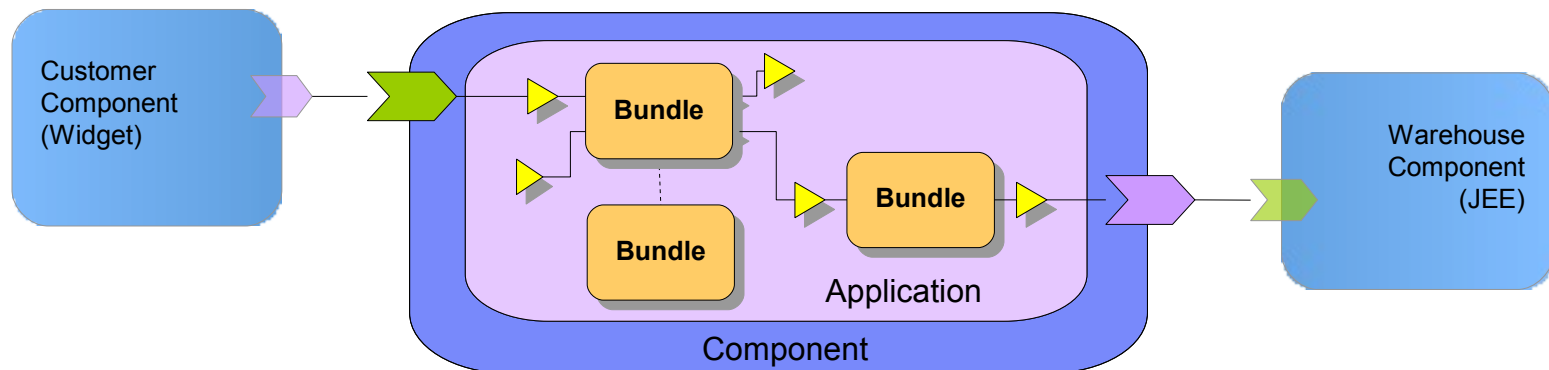 Customer
Component
(Widget)
Bundle
Bundle
Bundle
Application
Component
Warehouse
Component
(JEE)